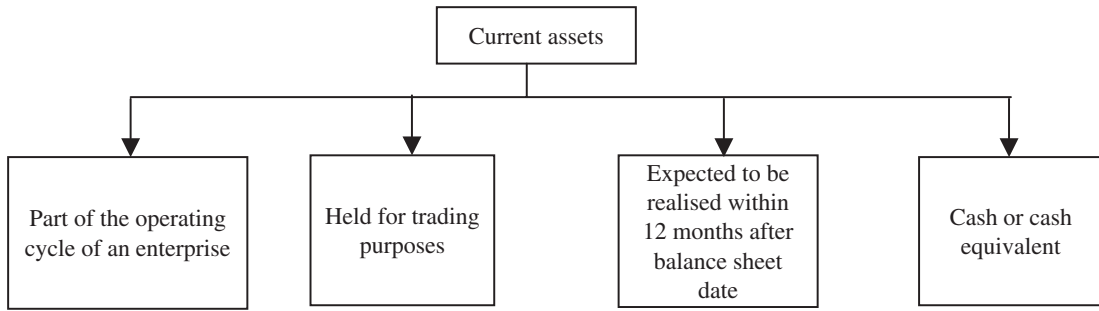 Current assets
Part of the operating
cycle of an enterprise
Held for trading
purposes
Expected to be
realised within
12 months after
balance sheet
date
Cash or cash
equivalent